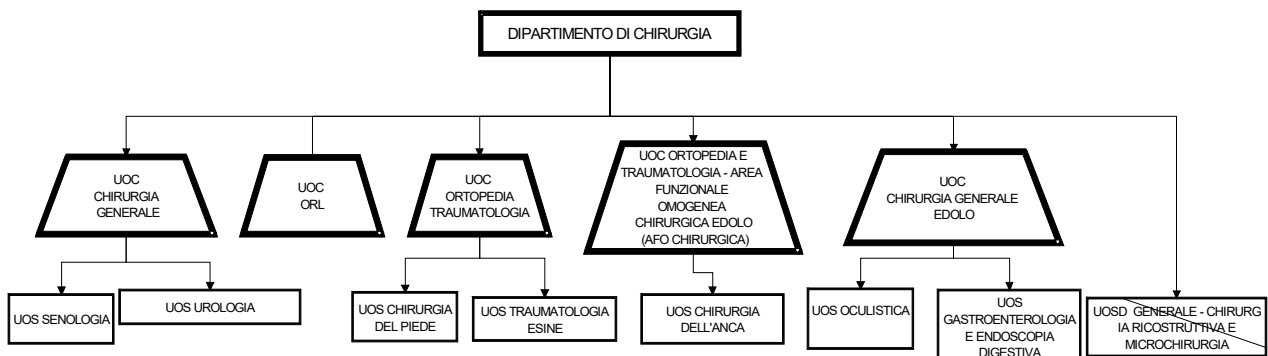 DIPARTIMENTO DI CHIRURGIA
UOC
CHIRURGIA
GENERALE
UOC
ORL
UOC
ORTOPEDIA
TRAUMATOLOGIA
UOC ORTOPEDIA E
TRAUMATOLOGIA - AREA
FUNZIONALE
OMOGENEA
CHIRURGICA EDOLO
(AFO CHIRURGICA)
UOC
CHIRURGIA GENERALE
EDOLO
UOS SENOLOGIA
UOS UROLOGIA
UOS CHIRURGIA
DEL PIEDE
UOS TRAUMATOLOGIA
ESINE
UOS CHIRURGIA
DELL'ANCA
UOS OCULISTICA
UOS
GASTROENTEROLOGIA
E ENDOSCOPIA
DIGESTIVA
UOSD GENERALE - CHIRURG
IA RICOSTRUTTIVA E
MICROCHIRURGIA